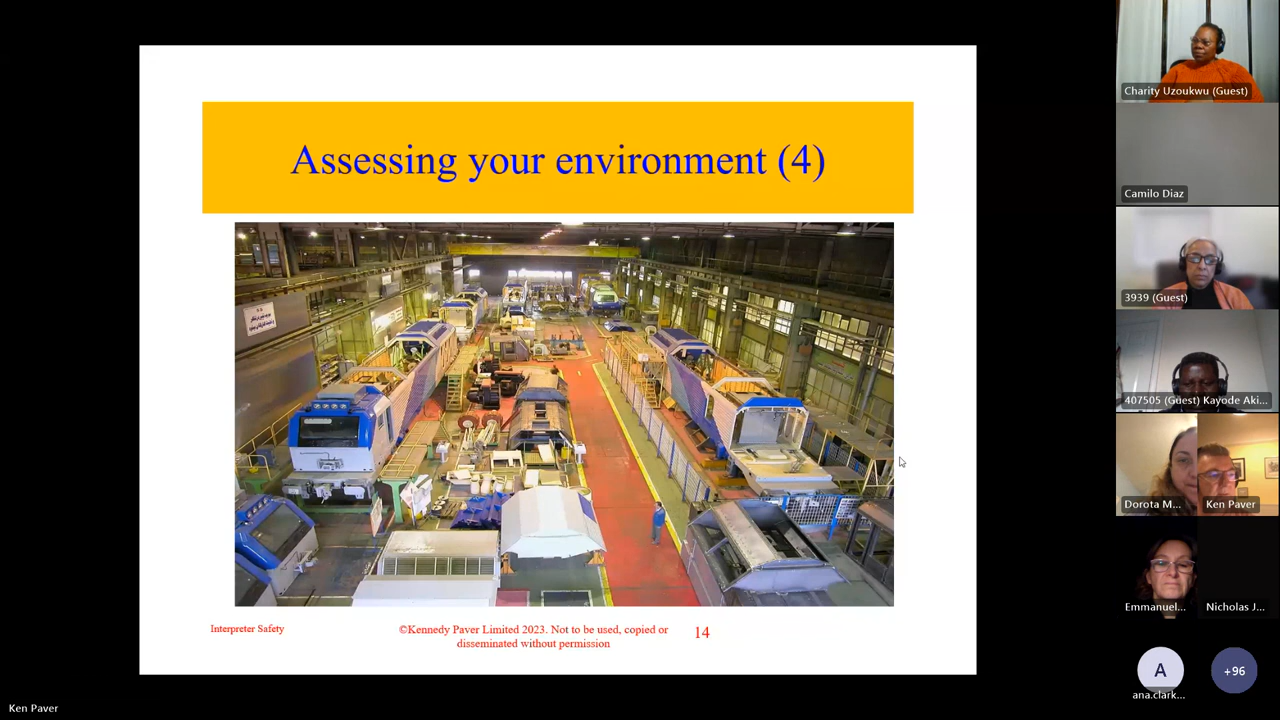 Assessing your environment (4)
Interpreter Safety
©Kennedy Paver Limited 2023. Not to be used, copied or
disseminated without permission
14
Charity Uzoukwu (Guest)
Camilo Diaz
3939 (Guest)
407505 (Guest) Kayode Aki...
Dorota M...
Ken Paver
Emmanuel...
Nicholas J...
A
ana.clark...
+96
Ken Paver